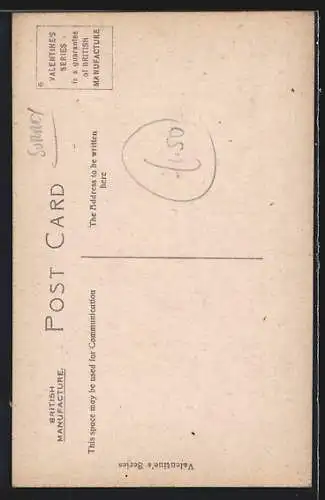 BRITISH
MANUFACTURE.
POST CARD
VALENTINE'S
SERIES
is a guarantee
of BRITISH
MANUFACTURE
This space may be used for Communication
The Address to be written
here
Surrey
1.50
Valentine's Series